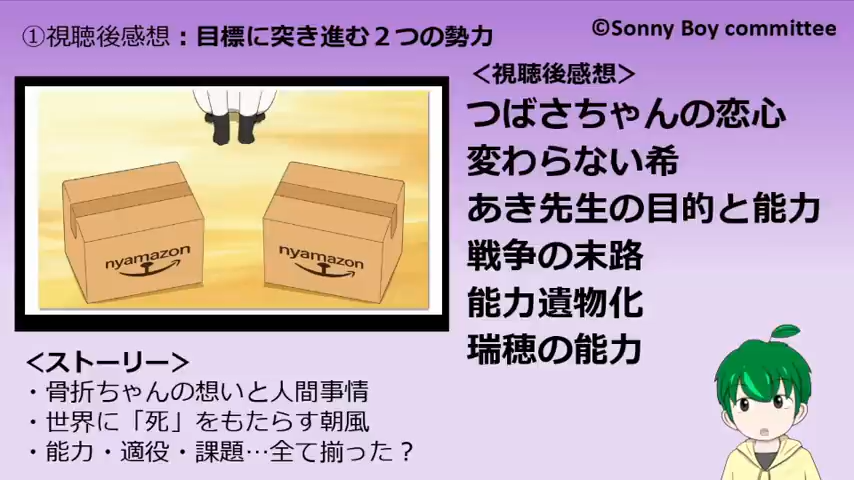 ①視聴後感想：目標に突き進む２つの勢力
©Sonny Boy committee
＜視聴後感想＞
つばさちゃんの恋心
変わらない希
あき先生の目的と能力
戦争の末路
能力遺物化
瑞穂の能力
nyamazon
nyamazon
＜ストーリー＞
・骨折ちゃんの想いと人間事情
・世界に「死」をもたらす朝風
・能力・適役・課題…全て揃った？